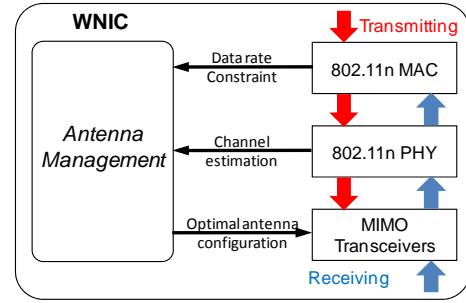 WNIC
Transmitting
Data rate
Constraint
802.11n MAC
Antenna
Management
Channel
estimation
802.11n PHY
Optimal antenna
configuration
MIMO
Transceivers
Receiving